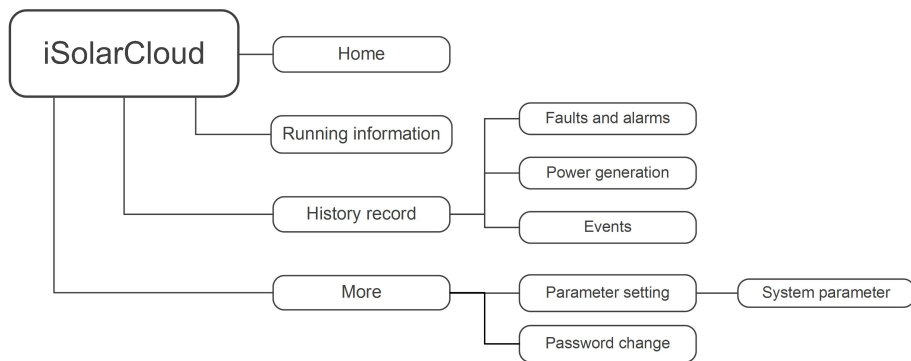 iSolarCloud
Home
Running information
Faults and alarms
Power generation
History record
Events
More
Parameter setting
System parameter
Password change